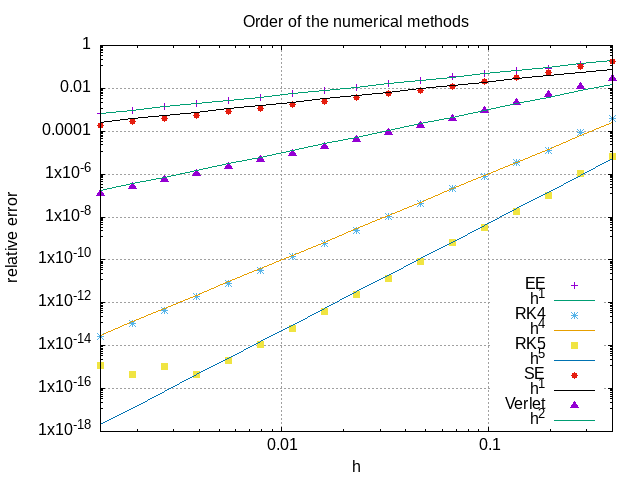 Order of the numerical methods
1
0.01
0.0001
1x10-6
1x10-8
1x10-10
1x10-12
1x10-14
1x10-16
1x10-18
relative error
0.01
0.1
h
EE
h1
RK4
h4
RK5
h5
SE
h1
Verlet
h2